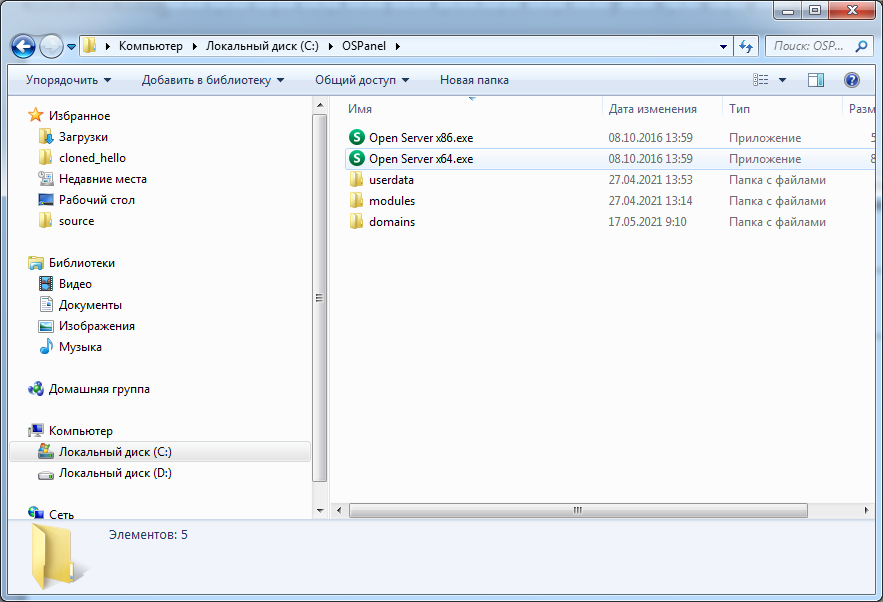 Компьютер Локальный диск (C:) OSPanel Поиск: OSP...
Упорядочить Добавить в библиотеку Общий доступ Новая папка
Избранное
Загрузки
cloned_hello
Недавние места
Рабочий стол
source
Библиотеки
Видео
Документы
Изображения
Музыка
Домашняя группа
Компьютер
Локальный диск (C:)
Локальный диск (D:)
Сеть
Имя Дата изменения Тип Разм
Open Server x86.exe 08.10.2016 13:59 Приложение 5
Open Server x64.exe 08.10.2016 13:59 Приложение 8
userdata 27.04.2021 13:53 Папка с файлами
modules 27.04.2021 13:14 Папка с файлами
domains 17.05.2021 9:10 Папка с файлами
Элементов: 5